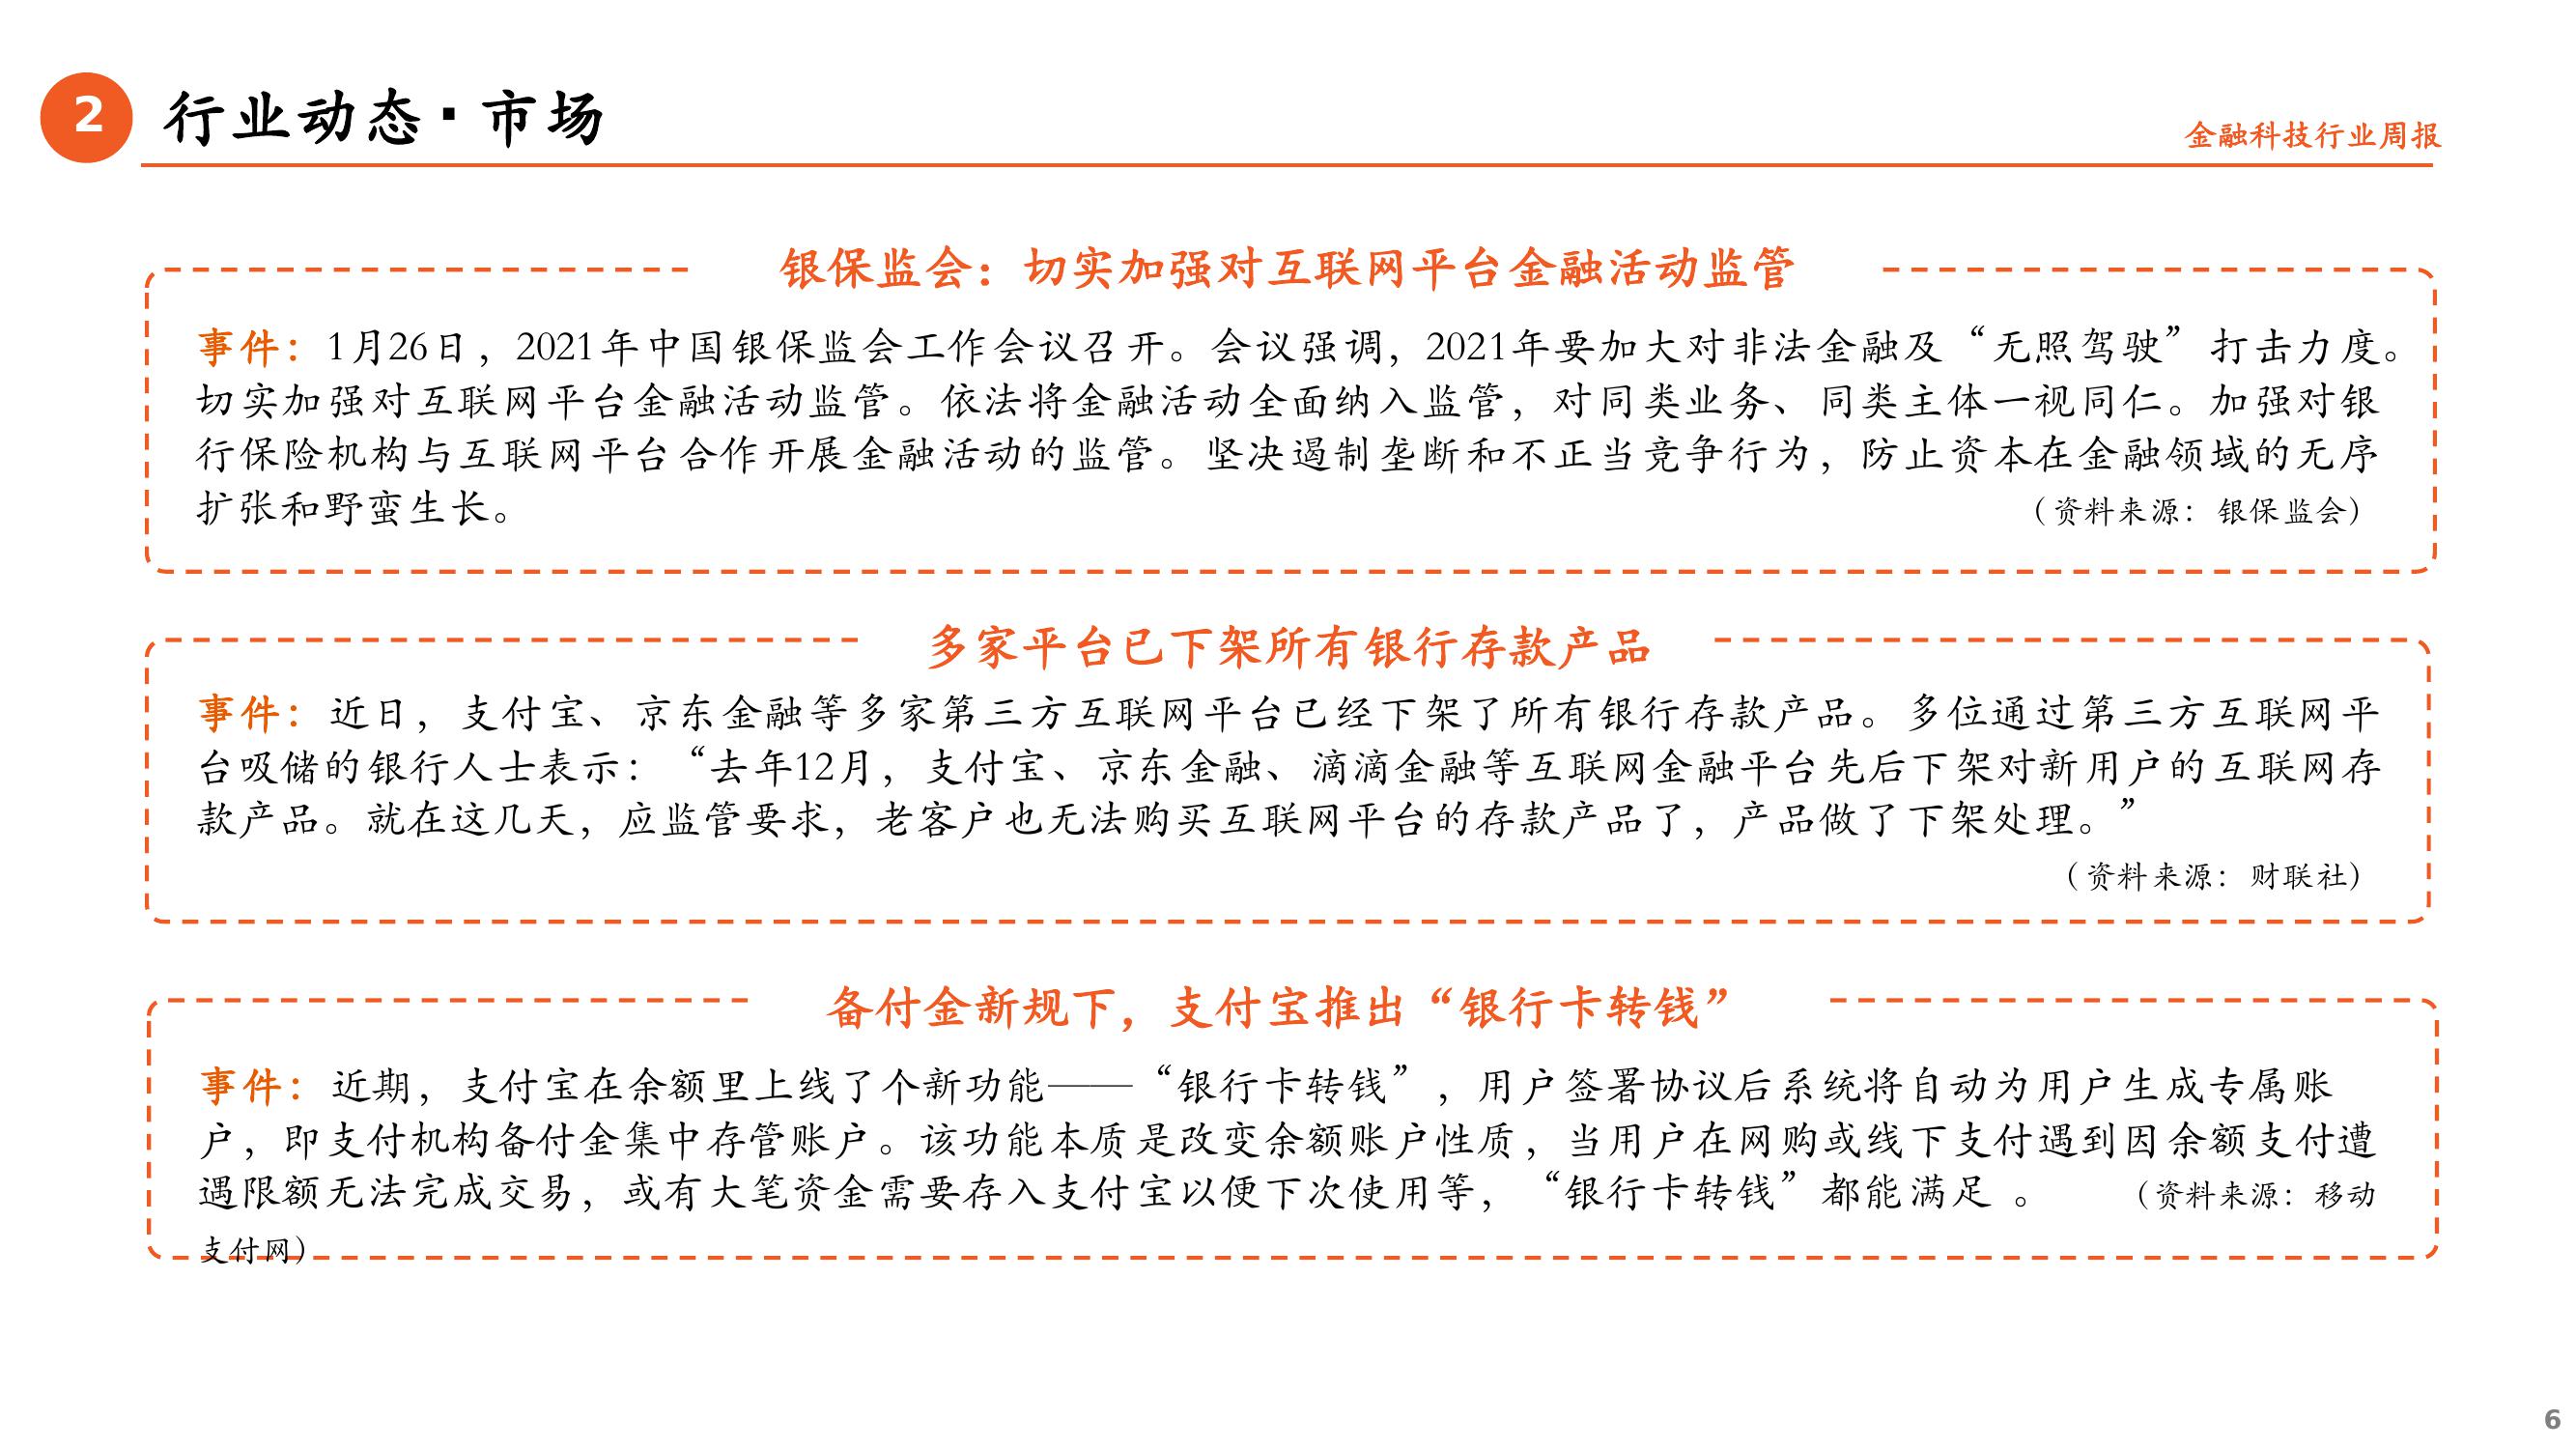 2
行业动态·市场
金融科技行业周报
银保监会：切实加强对互联网平台金融活动监管
事件：1月26日，2021年中国银保监会工作会议召开。会议强调，2021年要加大对非法金融及“无照驾驶”打击力度。
切实加强对互联网平台金融活动监管。依法将金融活动全面纳入监管，对同类业务、同类主体一视同仁。加强对银
行保险机构与互联网平台合作开展金融活动的监管。坚决遏制垄断和不正当竞争行为，防止资本在金融领域的无序
扩张和野蛮生长。 （资料来源：银保监会）
多家平台已下架所有银行存款产品
事件：近日，支付宝、京东金融等多家第三方互联网平台已经下架了所有银行存款产品。多位通过第三方互联网平
台吸储的银行人士表示：“去年12月，支付宝、京东金融、滴滴金融等互联网金融平台先后下架对新用户的互联网存
款产品。就在这几天，应监管要求，老客户也无法购买互联网平台的存款产品了，产品做了下架处理。”
（资料来源：财联社）
备付金新规下，支付宝推出“银行卡转钱”
事件：近期，支付宝在余额里上线了个新功能——“银行卡转钱”，用户签署协议后系统将自动为用户生成专属账
户，即支付机构备付金集中存管账户。该功能本质是改变余额账户性质，当用户在网购或线下支付遇到因余额支付遭
遇限额无法完成交易，或有大笔资金需要存入支付宝以便下次使用等，“银行卡转钱”都能满足 。 （资料来源：移动
支付网）
6